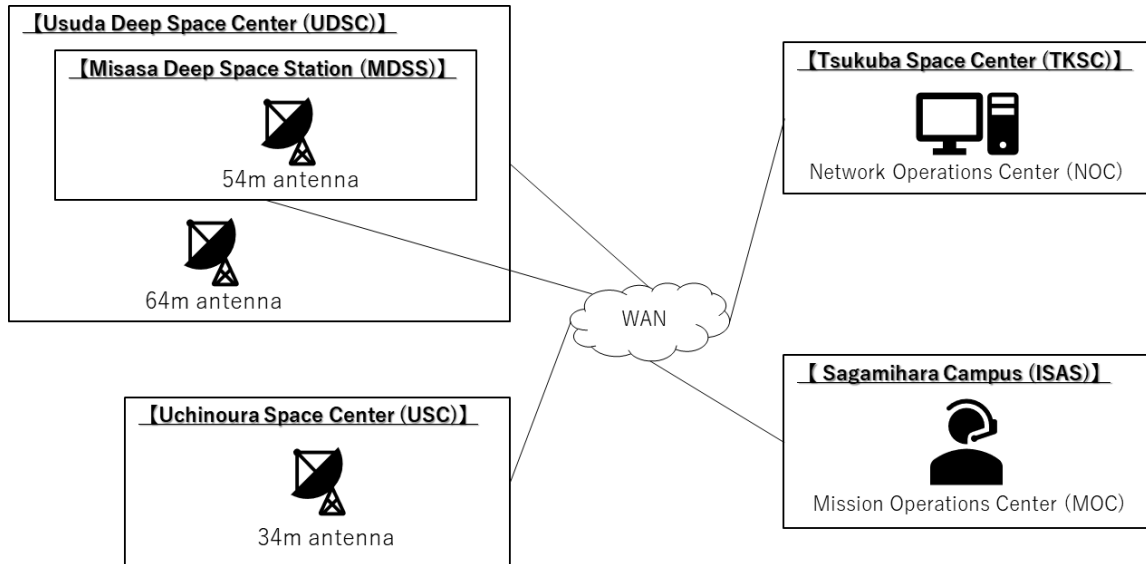 【Usuda Deep Space Center (UDSC)】
【Misasa Deep Space Station (MDSS)】
54m antenna
64m antenna
【Uchinoura Space Center (USC)】
34m antenna
WAN
【Tsukuba Space Center (TKSC)】
Network Operations Center (NOC)
【 Sagamihara Campus (ISAS)】
Mission Operations Center (MOC)